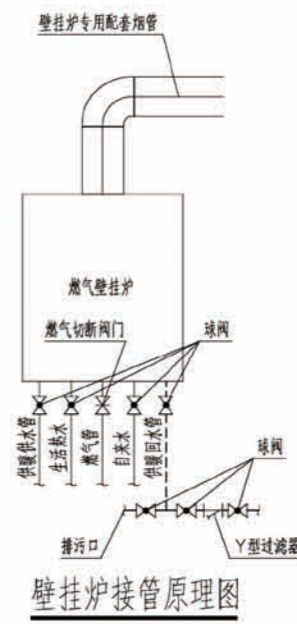 壁挂炉专用配套烟管
燃气壁挂炉
燃气切断阀门
球阀
供暖供水管
生活热水
燃气管
自来水
供暖回水管
球阀
排污口
Y型过滤器
壁挂炉接管原理图